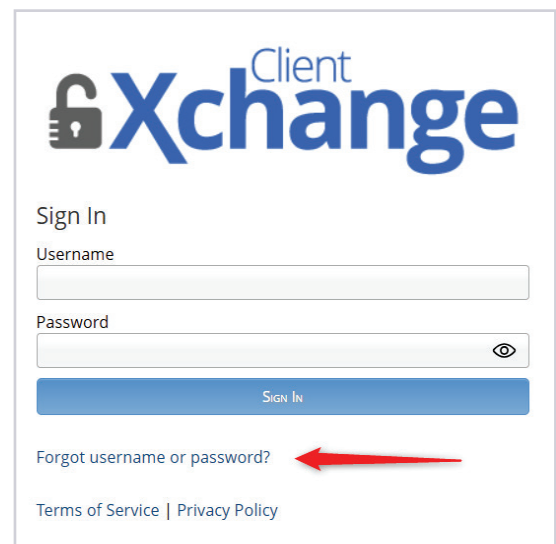 Client
Xchange
Sign In
Username
Password
Sign In
Forgot username or password?
Terms of Service | Privacy Policy